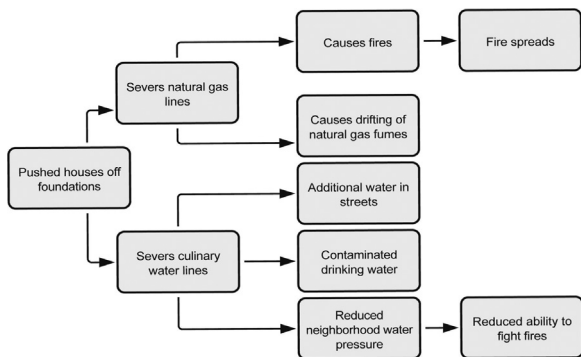 Causes fires
Fire spreads
Severs natural gas
lines
Causes drifting of
natural gas fumes
Pushed houses off
foundations
Additional water in
streets
Severs culinary
water lines
Contaminated
drinking water
Reduced
neighborhood water
pressure
Reduced ability to
fight fires